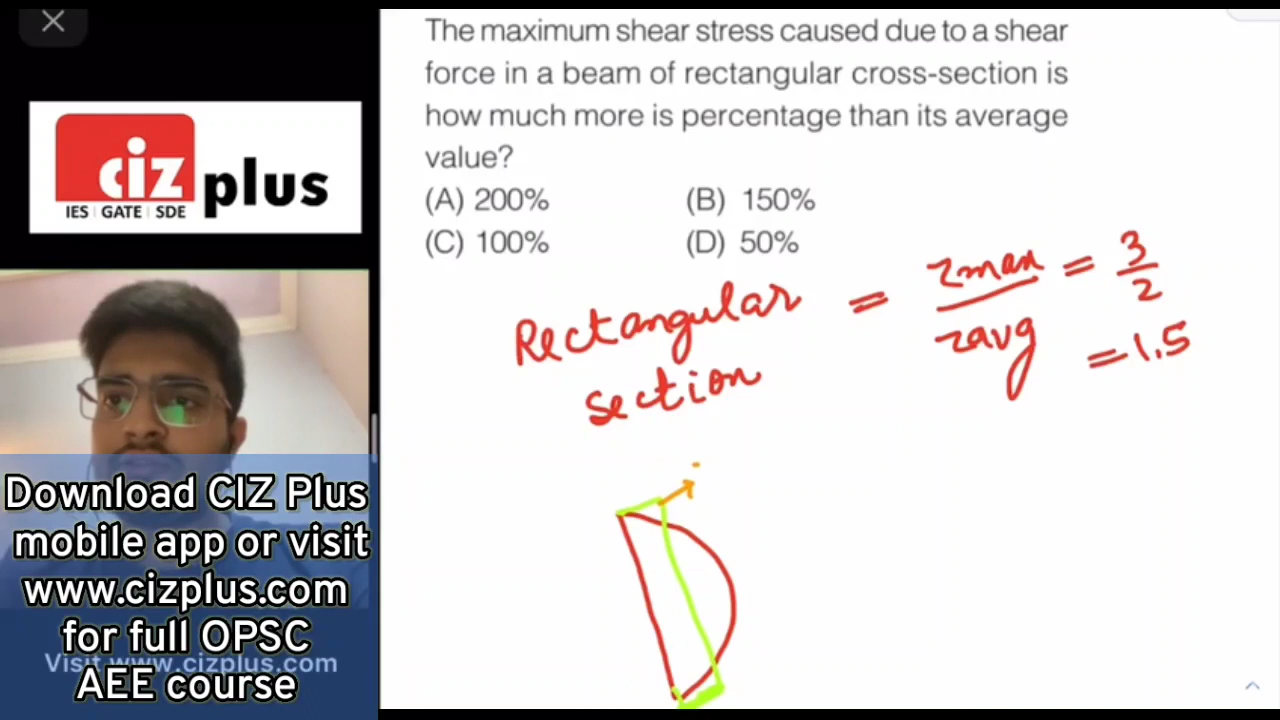 The maximum shear stress caused due to a shear
force in a beam of rectangular cross-section is
how much more is percentage than its average
value?
(A) 200% (B) 150%
(C) 100% (D) 50%
Rectangular section = τmax / τavg = 3/2
= 1.5
ciz plus
IES | GATE | SDE
Download CIZ Plus
mobile app or visit
www.cizplus.com
for full OPSC
Visit www.cizplus.com
AEE course